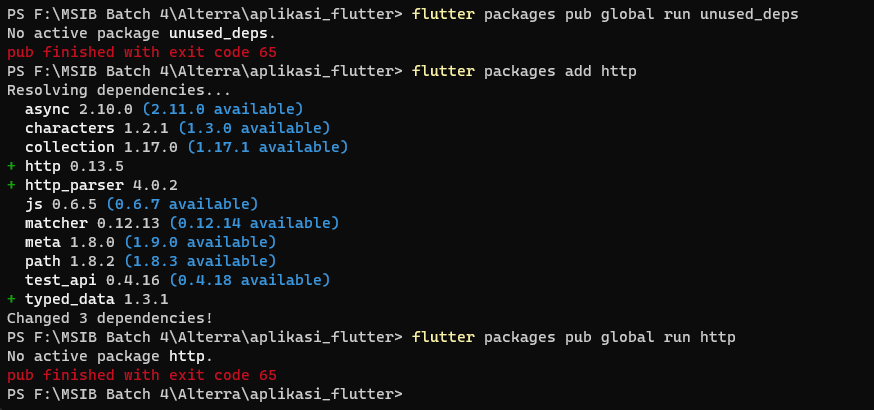 PS F:\MSIB Batch 4\Alterra\aplikasi_flutter> flutter packages pub global run unused_deps
No active package unused_deps.
pub finished with exit code 65
PS F:\MSIB Batch 4\Alterra\aplikasi_flutter> flutter packages add http
Resolving dependencies...
  async 2.10.0 (2.11.0 available)
  characters 1.2.1 (1.3.0 available)
  collection 1.17.0 (1.17.1 available)
+ http 0.13.5
+ http_parser 4.0.2
  js 0.6.5 (0.6.7 available)
  matcher 0.12.13 (0.12.14 available)
  meta 1.8.0 (1.9.0 available)
  path 1.8.2 (1.8.3 available)
  test_api 0.4.16 (0.4.18 available)
+ typed_data 1.3.1
Changed 3 dependencies!
PS F:\MSIB Batch 4\Alterra\aplikasi_flutter> flutter packages pub global run http
No active package http.
pub finished with exit code 65
PS F:\MSIB Batch 4\Alterra\aplikasi_flutter>